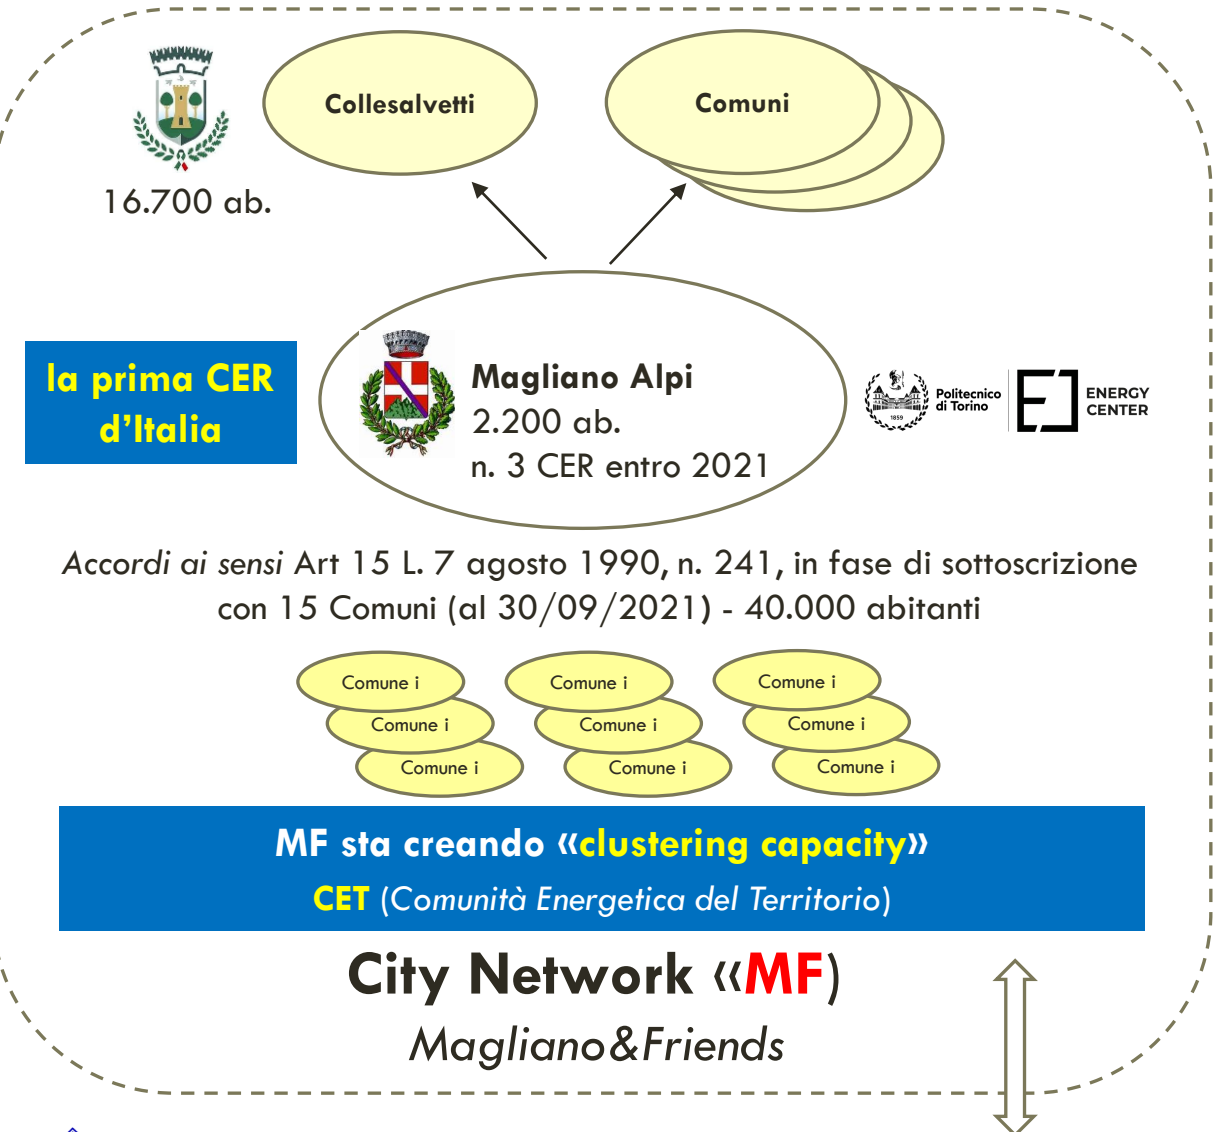 Collesalvetti
Comuni
16.700 ab.
la prima CER
d’Italia
Magliano Alpi
2.200 ab.
n. 3 CER entro 2021
Politecnico
di Torino
1859
ENERGY
CENTER
Accordi ai sensi Art 15 L. 7 agosto 1990, n. 241, in fase di sottoscrizione
con 15 Comuni (al 30/09/2021) - 40.000 abitanti
Comune i
Comune i
Comune i
Comune i
Comune i
Comune i
Comune i
Comune i
Comune i
MF sta creando «clustering capacity»
CET (Comunità Energetica del Territorio)
City Network «MF)
Magliano&Friends